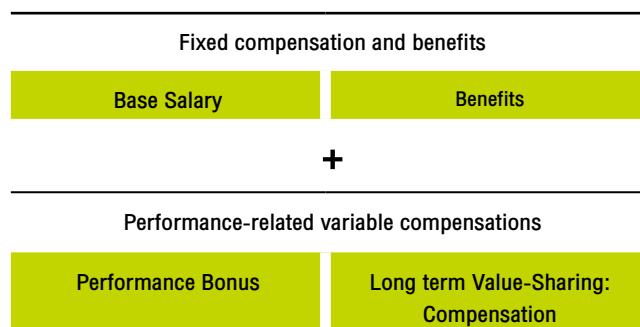 Fixed compensation and benefits
Base Salary
Benefits
+
Performance-related variable compensations
Performance Bonus
Long term Value-Sharing:
Compensation